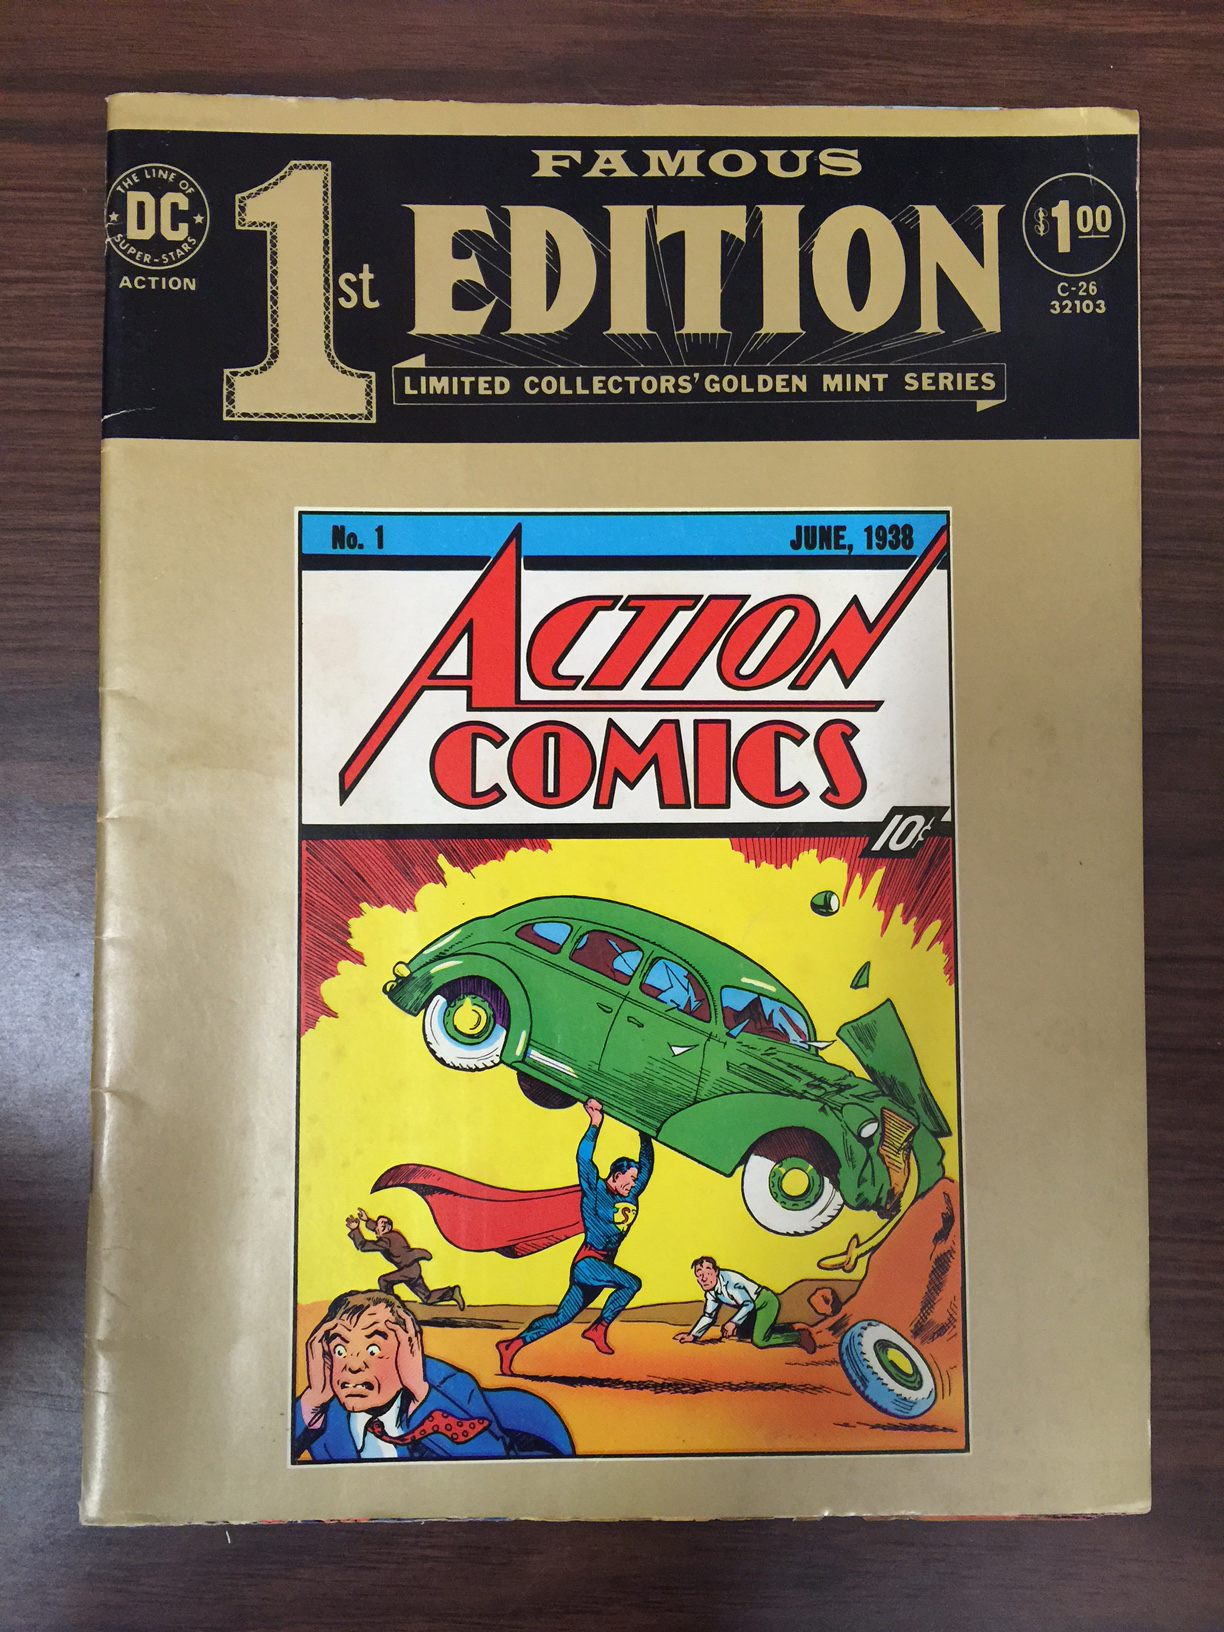 THE LINE OF
DC
SUPER-STARS
ACTION
FAMOUS
1st EDITION
$1.00
C-26
32103
LIMITED COLLECTORS' GOLDEN MINT SERIES
No. 1
JUNE, 1938
ACTION
COMICS
10¢
S